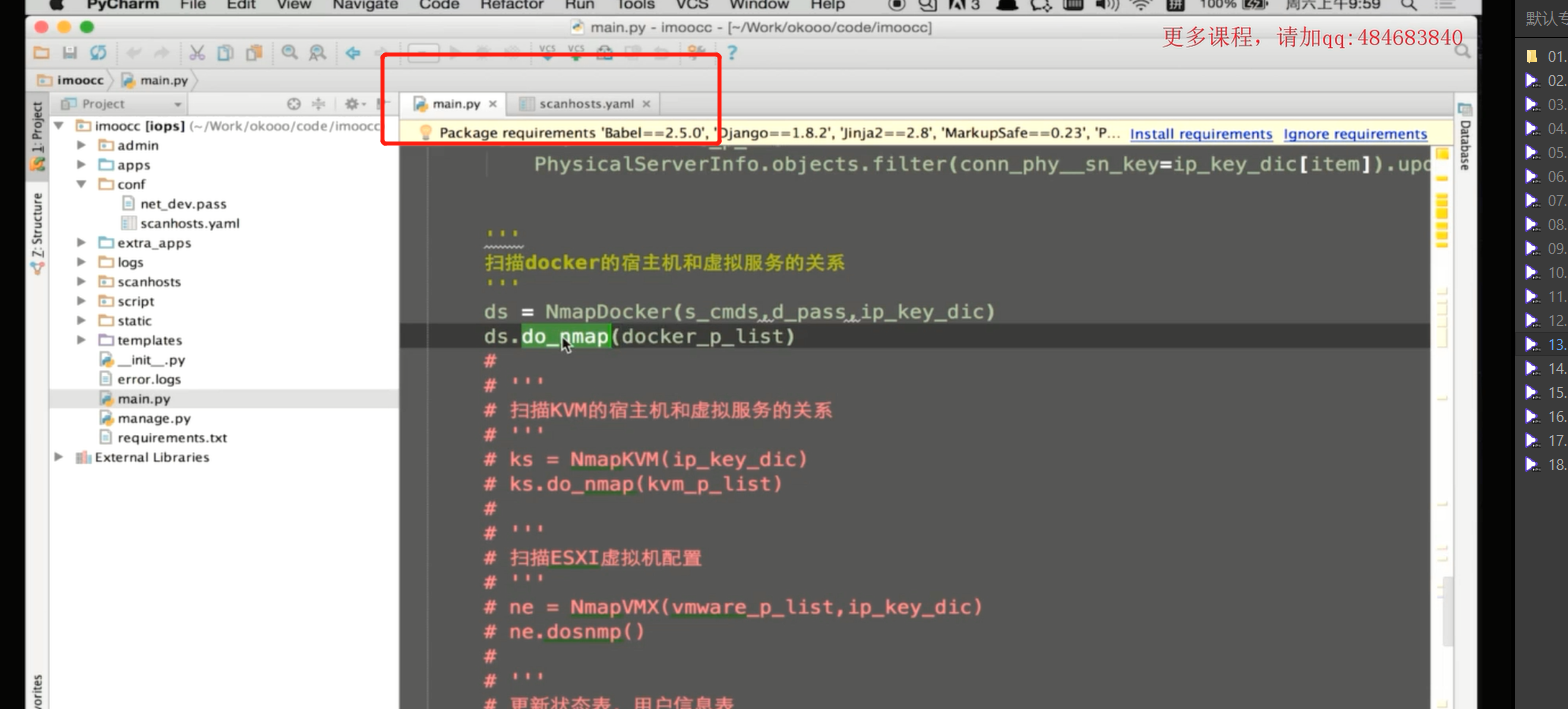 PyCharm File Edit View Navigate Code Refactor Run Tools VCS Window Help 3 100% 周六上午9:59
main.py - imoocc - [~/Work/okooo/code/imoocc]
更多课程，请加qq:484683840
默认专
VCS VCS ?
imoocc main.py
Project
main.py scanhosts.yaml
Package requirements 'Babel==2.5.0', 'Django==1.8.2', 'Jinja2==2.8', 'MarkupSafe==0.23', 'P... Install requirements Ignore requirements
1: Project
Z: Structure
vorites
Database
imoocc [iops] (~/Work/okooo/code/imoocc
admin
apps
conf
net_dev.pass
scanhosts.yaml
extra_apps
logs
scanhosts
script
static
templates
__init__.py
error.logs
main.py
manage.py
requirements.txt
External Libraries
PhysicalServerInfo.objects.filter(conn_phy__sn_key=ip_key_dic[item]).upd
'''
扫描docker的宿主机和虚拟服务的关系
'''
ds = NmapDocker(s_cmds,d_pass,ip_key_dic)
ds.do_nmap(docker_p_list)
#
# '''
# 扫描KVM的宿主机和虚拟服务的关系
# '''
# ks = NmapKVM(ip_key_dic)
# ks.do_nmap(kvm_p_list)
#
# '''
# 扫描ESXI虚拟机配置
# '''
# ne = NmapVMX(vmware_p_list,ip_key_dic)
# ne.dosnmp()
#
# '''
# 更新状态表，用户信息表
01.
02.
03.
04.
05.
06.
07.
08.
09.
10.
11.
12.
13.
14.
15.
16.
17.
18.